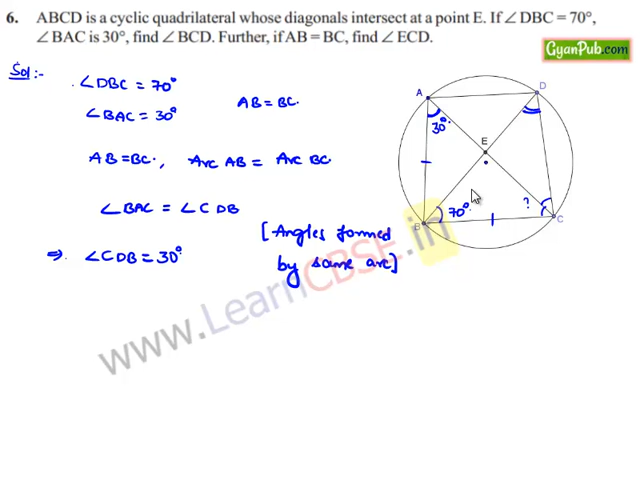 6. ABCD is a cyclic quadrilateral whose diagonals intersect at a point E. If ∠DBC = 70°,
∠BAC is 30°, find ∠BCD. Further, if AB = BC, find ∠ECD.
GyanPub.com
Sol:-
∠DBC = 70°
∠BAC = 30°
AB = BC.
AB = BC., Arc AB = Arc BC.
∠BAC = ∠CDB
[Angles formed
by same arc]
⇒ ∠CDB = 30°
A
D
30°
E
?
B
70°
C
www.LearnCBSE.in